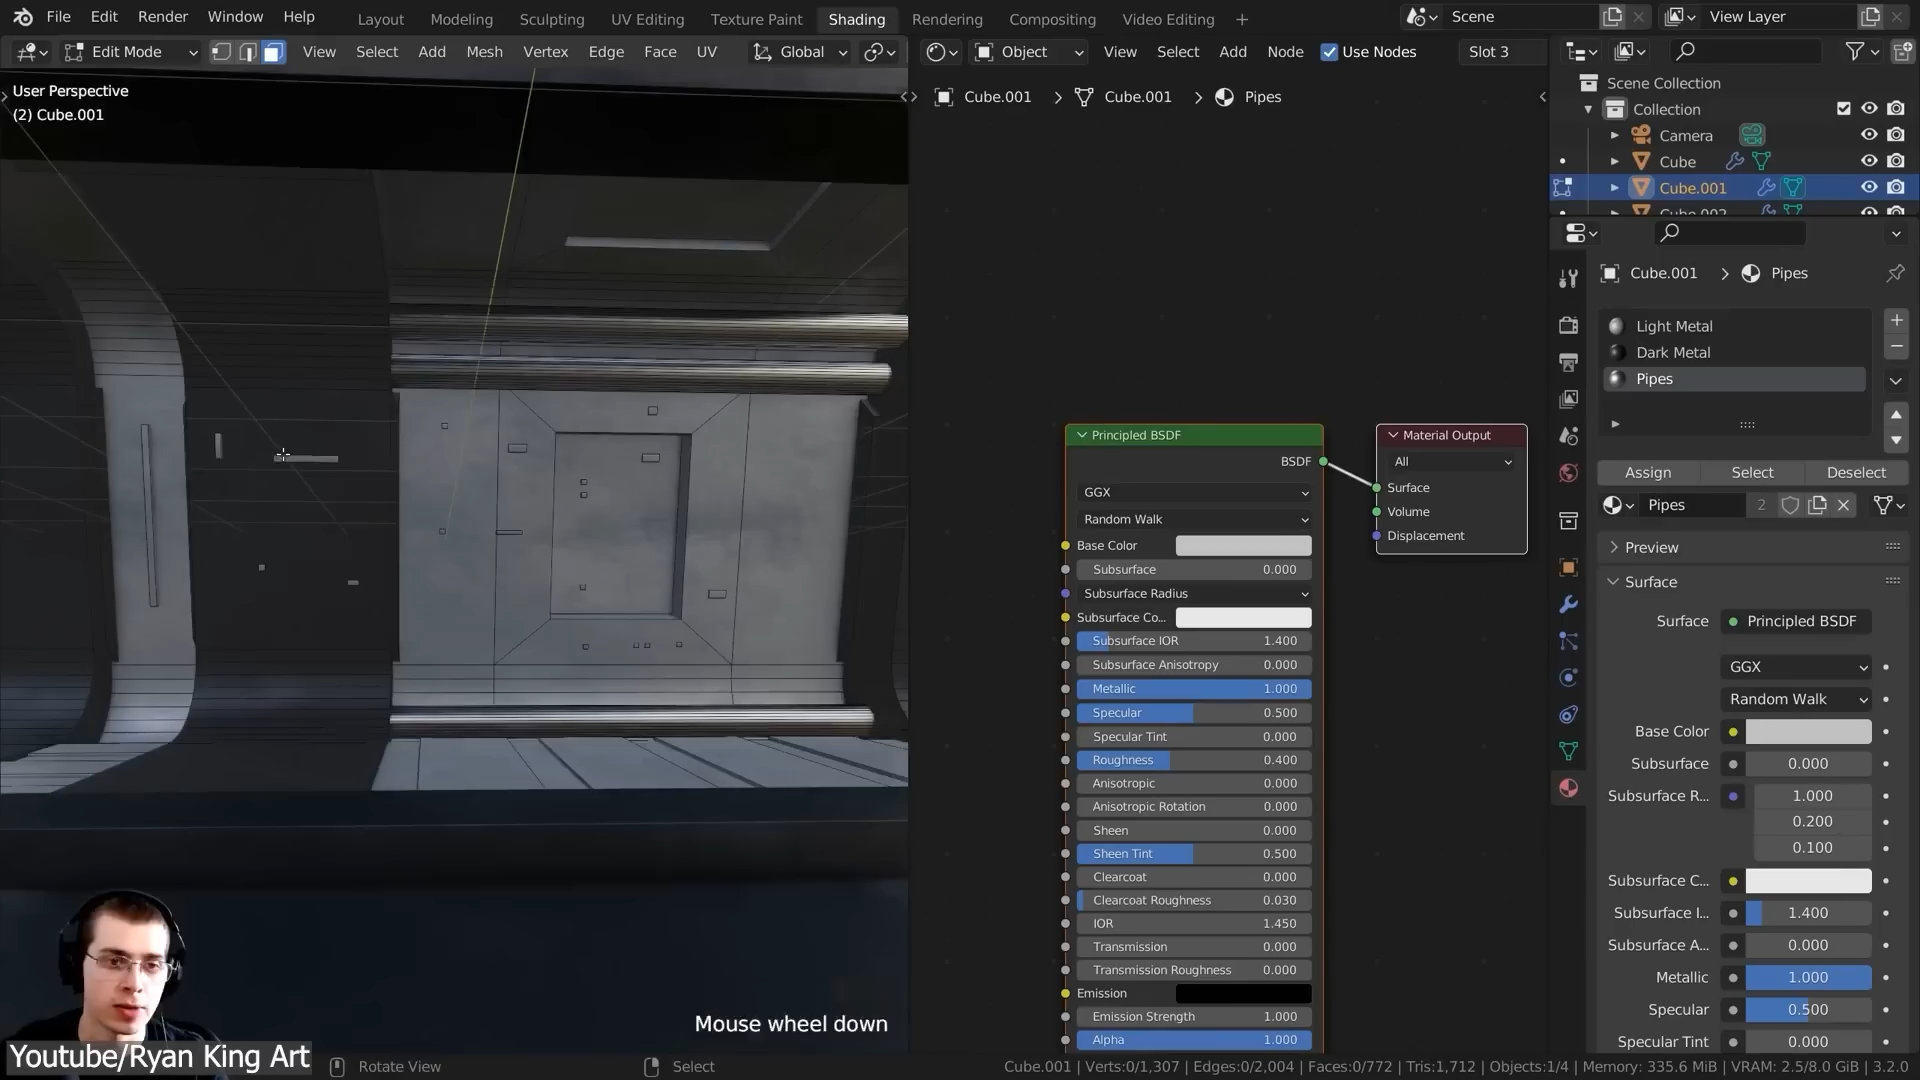 File Edit Render Window Help Layout Modeling Sculpting UV Editing Texture Paint Shading Rendering Compositing Video Editing + Scene View Layer
Edit Mode View Select Add Mesh Vertex Edge Face UV Global
Object View Select Add Node Use Nodes Slot 3
User Perspective
(2) Cube.001
Cube.001 > Cube.001 > Pipes
Principled BSDF
BSDF
GGX
Random Walk
Base Color
Subsurface 0.000
Subsurface Radius
Subsurface Co...
Subsurface IOR 1.400
Subsurface Anisotropy 0.000
Metallic 1.000
Specular 0.500
Specular Tint 0.000
Roughness 0.400
Anisotropic 0.000
Anisotropic Rotation 0.000
Sheen 0.000
Sheen Tint 0.500
Clearcoat 0.000
Clearcoat Roughness 0.030
IOR 1.450
Transmission 0.000
Transmission Roughness 0.000
Emission
Emission Strength 1.000
Alpha 1.000
Material Output
All
Surface
Volume
Displacement
Scene Collection
Collection
Camera
Cube
Cube.001
Cube.002
Cube.001 > Pipes
Light Metal
Dark Metal
Pipes
Assign Select Deselect
Pipes 2
Preview
Surface
Surface Principled BSDF
GGX
Random Walk
Base Color
Subsurface 0.000
Subsurface R... 1.000
0.200
0.100
Subsurface C...
Subsurface I... 1.400
Subsurface A... 0.000
Metallic 1.000
Specular 0.500
Specular Tint 0.000
Mouse wheel down
Youtube/Ryan King Art
Rotate View Select
Cube.001 | Verts:0/1,307 | Edges:0/2,004 | Faces:0/772 | Tris:1,712 | Objects:1/4 | Memory: 335.6 MiB | VRAM: 2.5/8.0 GiB | 3.2.0